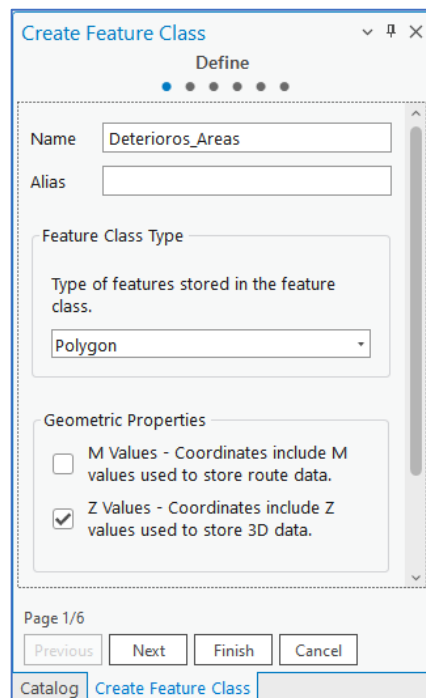 Create Feature Class
Define
Name Deterioros_Areas
Alias
Feature Class Type
Type of features stored in the feature
class.
Polygon
Geometric Properties
M Values - Coordinates include M
values used to store route data.
Z Values - Coordinates include Z
values used to store 3D data.
Page 1/6
Previous Next Finish Cancel
Catalog Create Feature Class